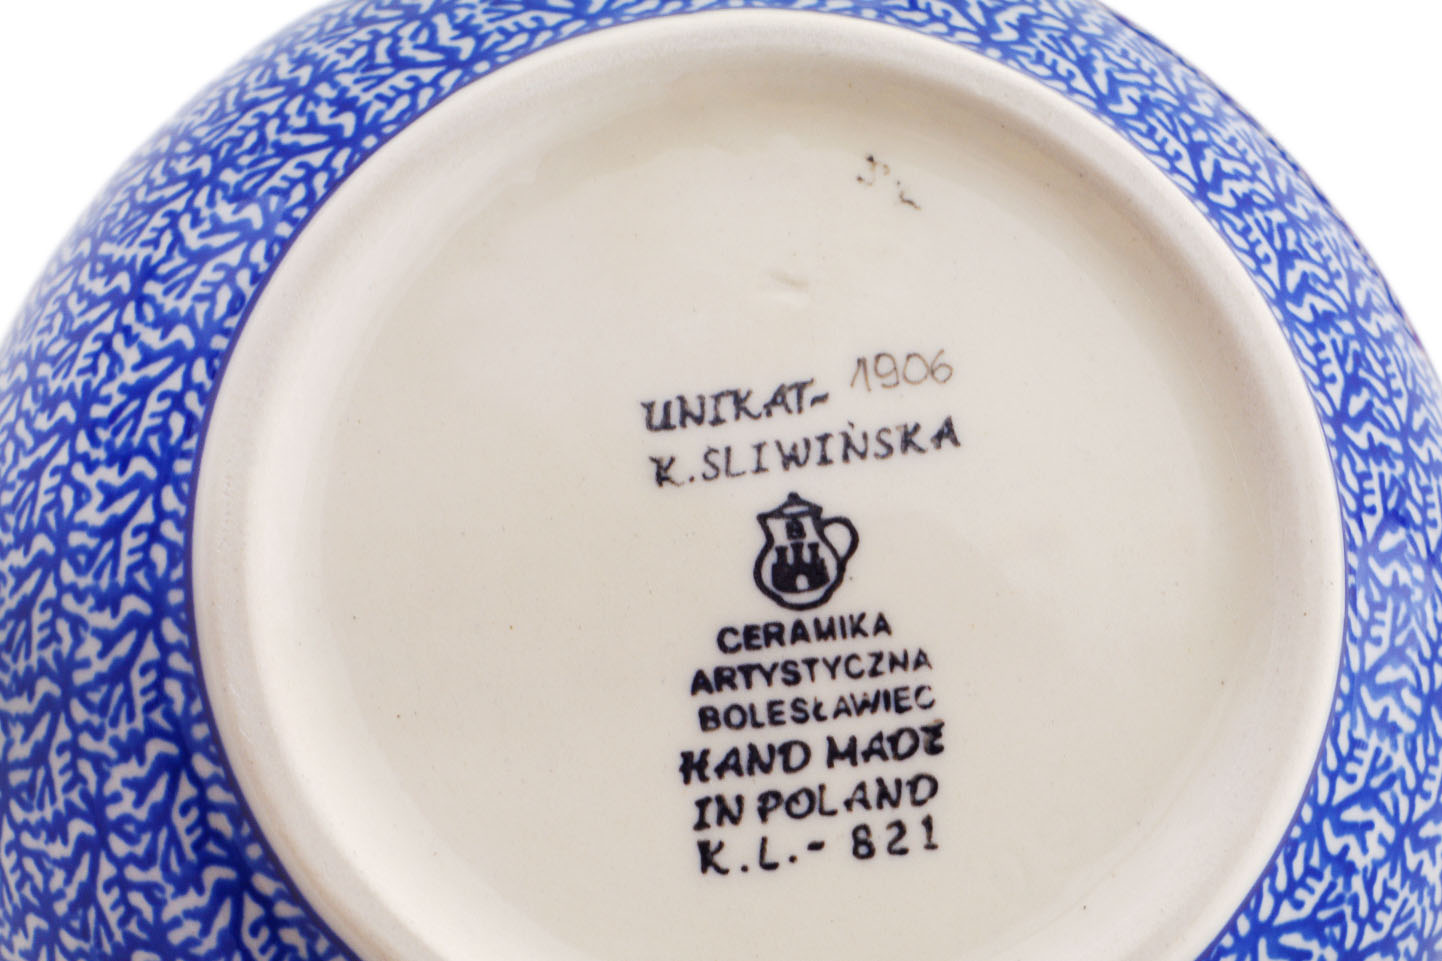 UNIKAT- 1906
K. SLIWIŃSKA
CERAMIKA
ARTYSTYCZNA
BOLESŁAWIEC
HAND MADE
IN POLAND
K.L.- 821